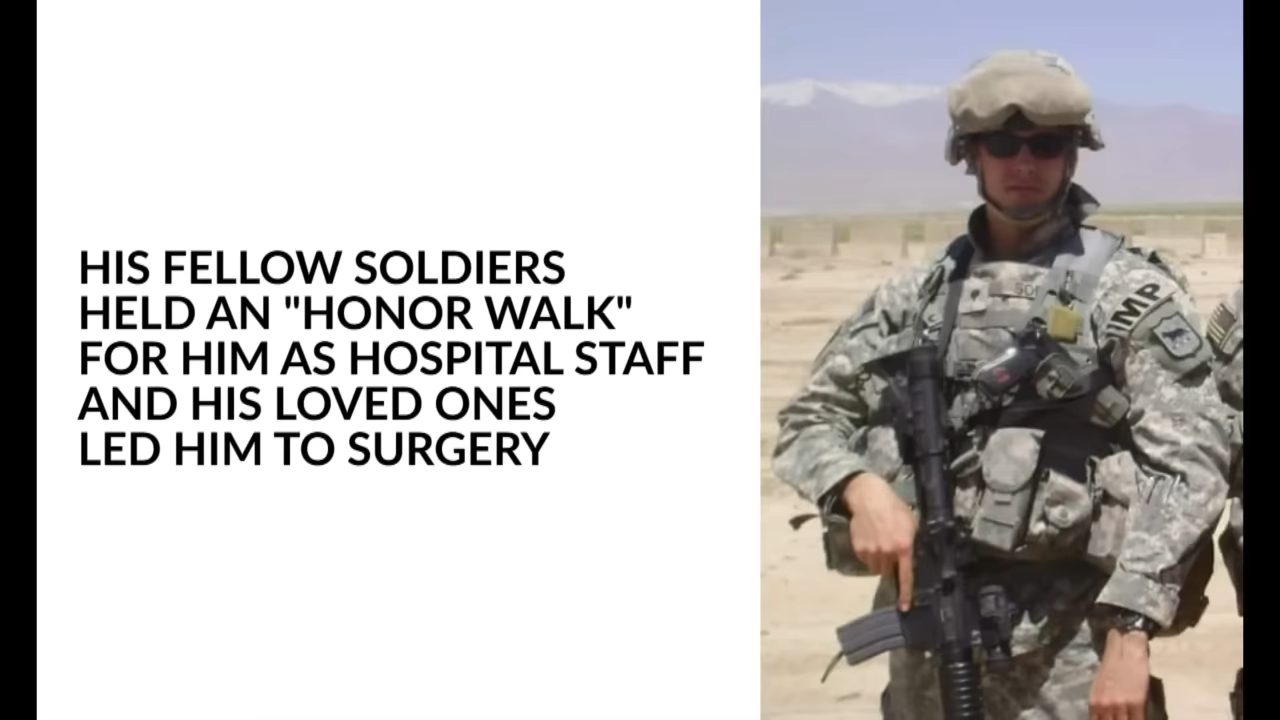 HIS FELLOW SOLDIERS
HELD AN "HONOR WALK"
FOR HIM AS HOSPITAL STAFF
AND HIS LOVED ONES
LED HIM TO SURGERY
MP